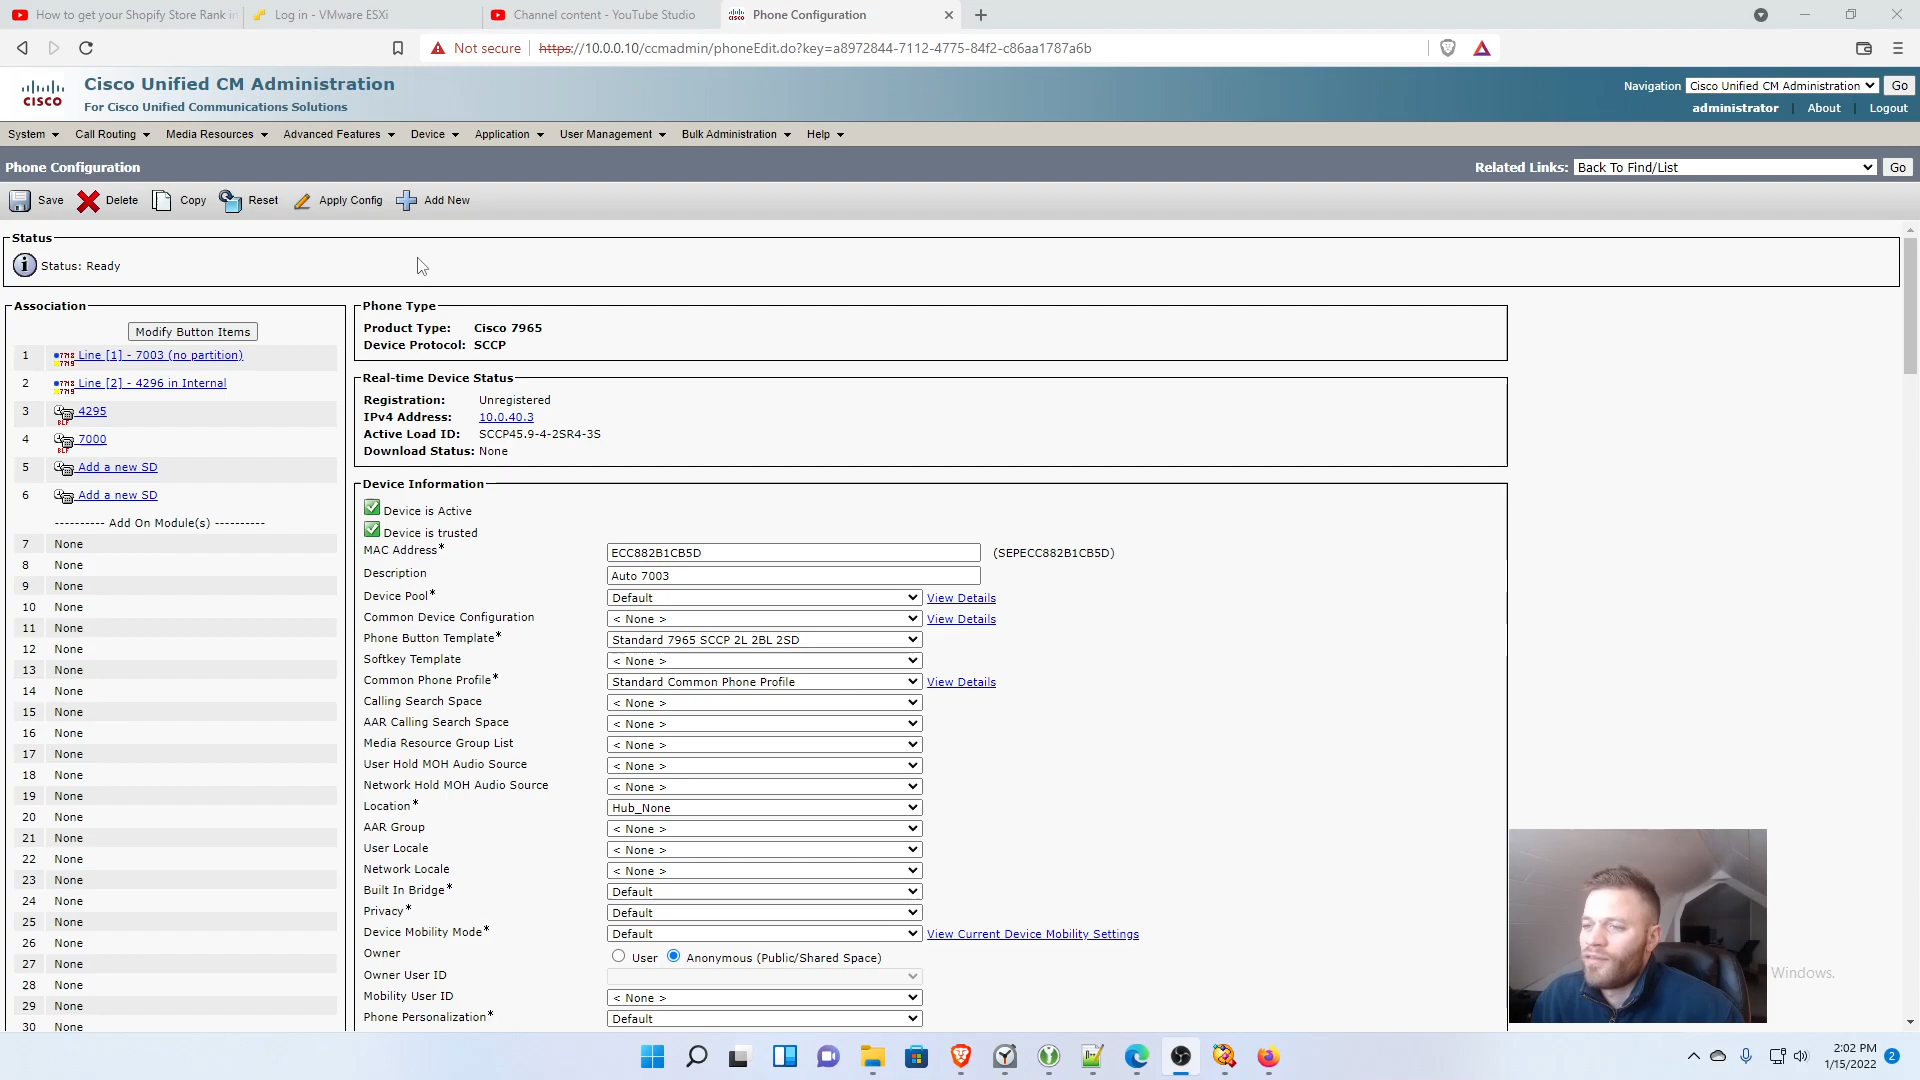 How to get your Shopify Store Rank in
Log in - VMware ESXi
Channel content - YouTube Studio
Phone Configuration
Not secure
https://10.0.0.10/ccmadmin/phoneEdit.do?key=a8972844-7112-4775-84f2-c86aa1787a6b
CISCO
Cisco Unified CM Administration
For Cisco Unified Communications Solutions
Navigation Cisco Unified CM Administration Go
administrator | About | Logout
System Call Routing Media Resources Advanced Features Device Application User Management Bulk Administration Help
Phone Configuration
Related Links: Back To Find/List Go
Save Delete Copy Reset Apply Config Add New
Status
Status: Ready
Association
Modify Button Items
1 Line [1] - 7003 (no partition)
2 Line [2] - 4296 in Internal
3 4295
4 7000
5 Add a new SD
6 Add a new SD
---------- Add On Module(s) ----------
7 None
8 None
9 None
10 None
11 None
12 None
13 None
14 None
15 None
16 None
17 None
18 None
19 None
20 None
21 None
22 None
23 None
24 None
25 None
26 None
27 None
28 None
29 None
30 None
Phone Type
Product Type: Cisco 7965
Device Protocol: SCCP
Real-time Device Status
Registration: Unregistered
IPv4 Address: 10.0.40.3
Active Load ID: SCCP45.9-4-2SR4-3S
Download Status: None
Device Information
Device is Active
Device is trusted
MAC Address* ECC882B1CB5D (SEPECC882B1CB5D)
Description Auto 7003
Device Pool* Default View Details
Common Device Configuration < None > View Details
Phone Button Template* Standard 7965 SCCP 2L 2BL 2SD
Softkey Template < None >
Common Phone Profile* Standard Common Phone Profile View Details
Calling Search Space < None >
AAR Calling Search Space < None >
Media Resource Group List < None >
User Hold MOH Audio Source < None >
Network Hold MOH Audio Source < None >
Location* Hub_None
AAR Group < None >
User Locale < None >
Network Locale < None >
Built In Bridge* Default
Privacy* Default
Device Mobility Mode* Default View Current Device Mobility Settings
Owner User Anonymous (Public/Shared Space)
Owner User ID
Mobility User ID < None >
Phone Personalization* Default
Windows.
2:02 PM
1/15/2022
2